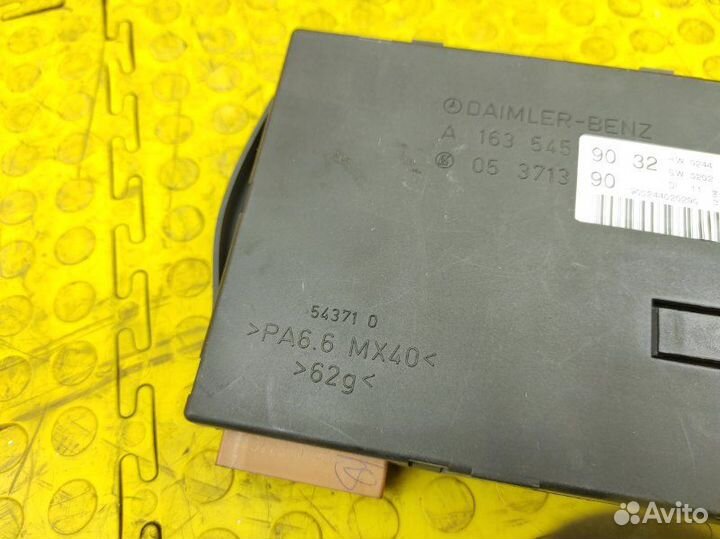 DAIMLER-BENZ
A 163 545 90 32
05 3713 90
54371 0
>PA6.6 MX40<
>62g<
Avito